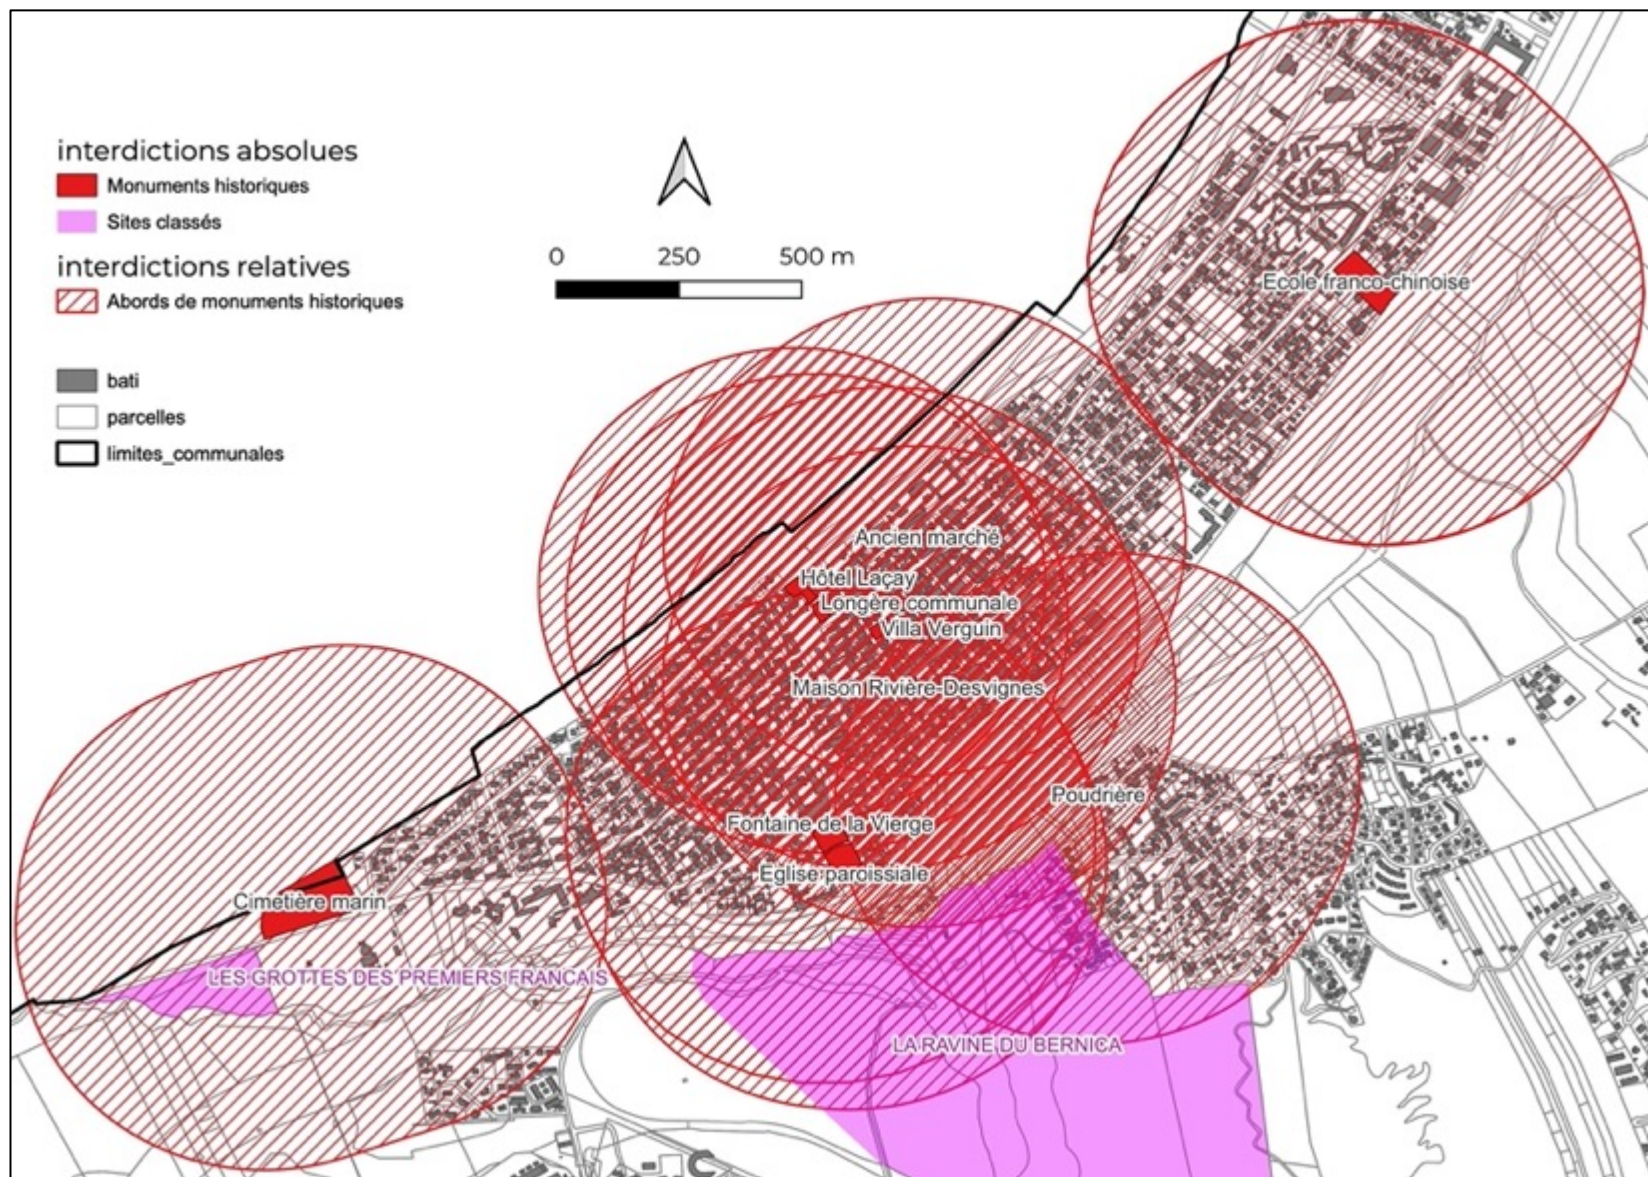 interdictions absolues
Monuments historiques
Sites classés
interdictions relatives
Abords de monuments historiques
bati
parcelles
limites_communales
0 250 500 m
Ecole franco-chinoise
Ancien marché
Hôtel Laçay
Longère communale
Villa Verguin
Maison Rivière-Desvignes
Poudrière
Fontaine de la Vierge
Eglise paroissiale
Cimetière marin
LES GROTTES DES PREMIERS FRANCAIS
LA RAVINE DU BERNICA